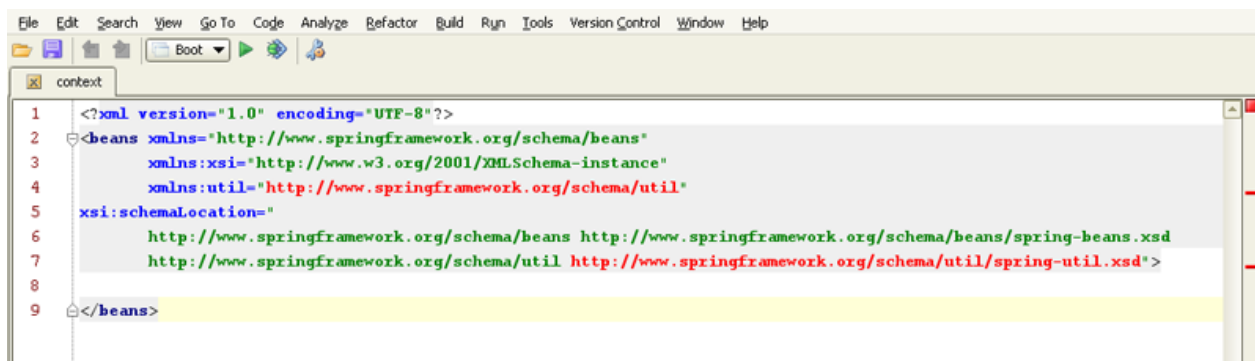 File Edit Search View Go To Code Analyze Refactor Build Run Tools Version Control Window Help
Boot
context
1 <?xml version="1.0" encoding="UTF-8"?>
2 <beans xmlns="http://www.springframework.org/schema/beans"
3 xmlns:xsi="http://www.w3.org/2001/XMLSchema-instance"
4 xmlns:util="http://www.springframework.org/schema/util"
5 xsi:schemaLocation="
6 http://www.springframework.org/schema/beans http://www.springframework.org/schema/beans/spring-beans.xsd
7 http://www.springframework.org/schema/util http://www.springframework.org/schema/util/spring-util.xsd">
8
9 </beans>